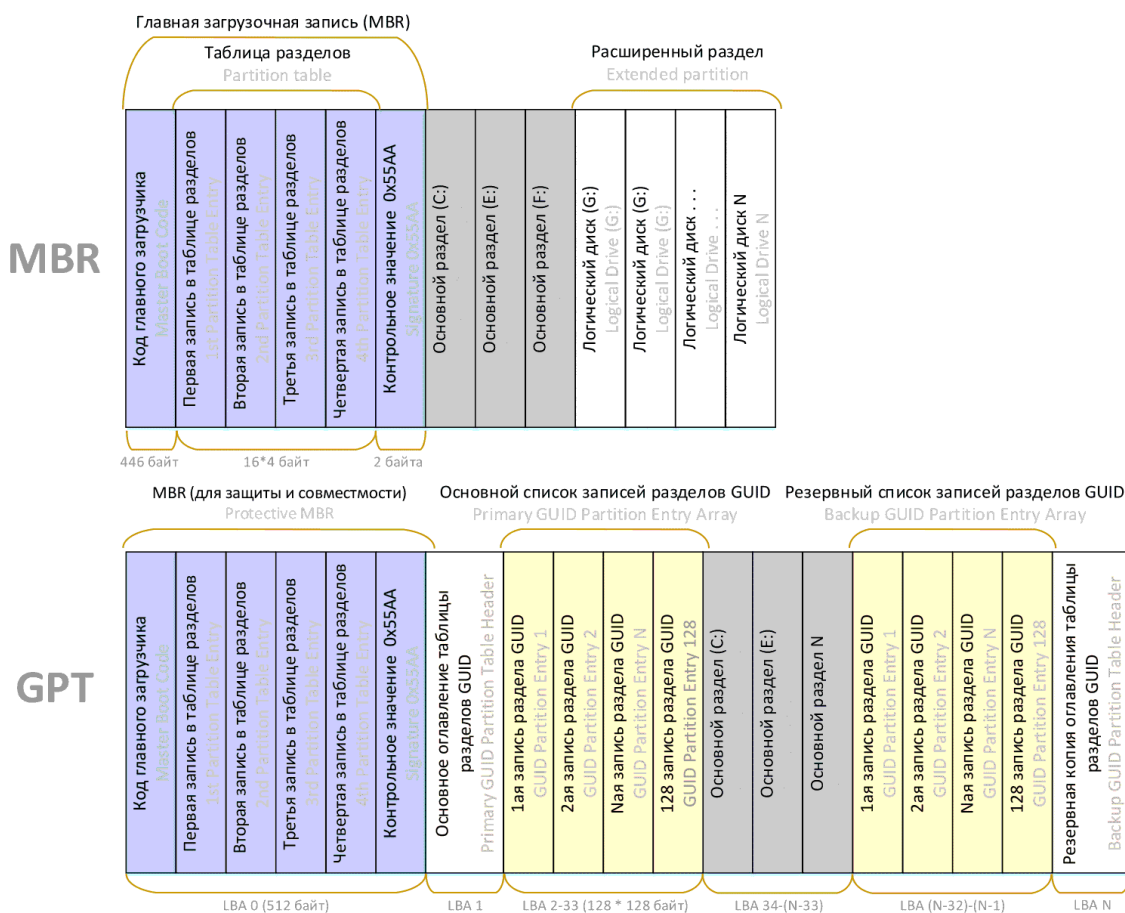 Главная загрузочная запись (MBR)
Таблица разделов
Partition table
Расширенный раздел
Extended partition
MBR
Код главного загрузчика
Master Boot Code
Первая запись в таблице разделов
1st Partition Table Entry
Вторая запись в таблице разделов
2nd Partition Table Entry
Третья запись в таблице разделов
3rd Partition Table Entry
Четвертая запись в таблице разделов
4th Partition Table Entry
Контрольное значение 0x55AA
Signature 0x55AA
Основной раздел (C:)
Основной раздел (E:)
Основной раздел (F:)
Логический диск (G:)
Logical Drive (G:)
Логический диск (G:)
Logical Drive (G:)
Логический диск . . .
Logical Drive . . .
Логический диск N
Logical Drive N
446 байт
16*4 байт
2 байта
MBR (для защиты и совместмости)
Protective MBR
Основной список записей разделов GUID
Primary GUID Partition Entry Array
Резервный список записей разделов GUID
Backup GUID Partition Entry Array
GPT
Код главного загрузчика
Master Boot Code
Первая запись в таблице разделов
1st Partition Table Entry
Вторая запись в таблице разделов
2nd Partition Table Entry
Третья запись в таблице разделов
3rd Partition Table Entry
Четвертая запись в таблице разделов
4th Partition Table Entry
Контрольное значение 0x55AA
Signature 0x55AA
Основное оглавление таблицы
разделов GUID
Primary GUID Partition Table Header
1ая запись раздела GUID
GUID Partition Entry 1
2ая запись раздела GUID
GUID Partition Entry 2
Nая запись раздела GUID
GUID Partition Entry N
128 запись раздела GUID
GUID Partition Entry 128
Основной раздел (C:)
Основной раздел (E:)
Основной раздел N
1ая запись раздела GUID
GUID Partition Entry 1
2ая запись раздела GUID
GUID Partition Entry 2
Nая запись раздела GUID
GUID Partition Entry N
128 запись раздела GUID
GUID Partition Entry 128
Резервная копия оглавления таблицы
разделов GUID
Backup GUID Partition Table Header
LBA 0 (512 байт)
LBA 1
LBA 2-33 (128 * 128 байт)
LBA 34-(N-33)
LBA (N-32)-(N-1)
LBA N